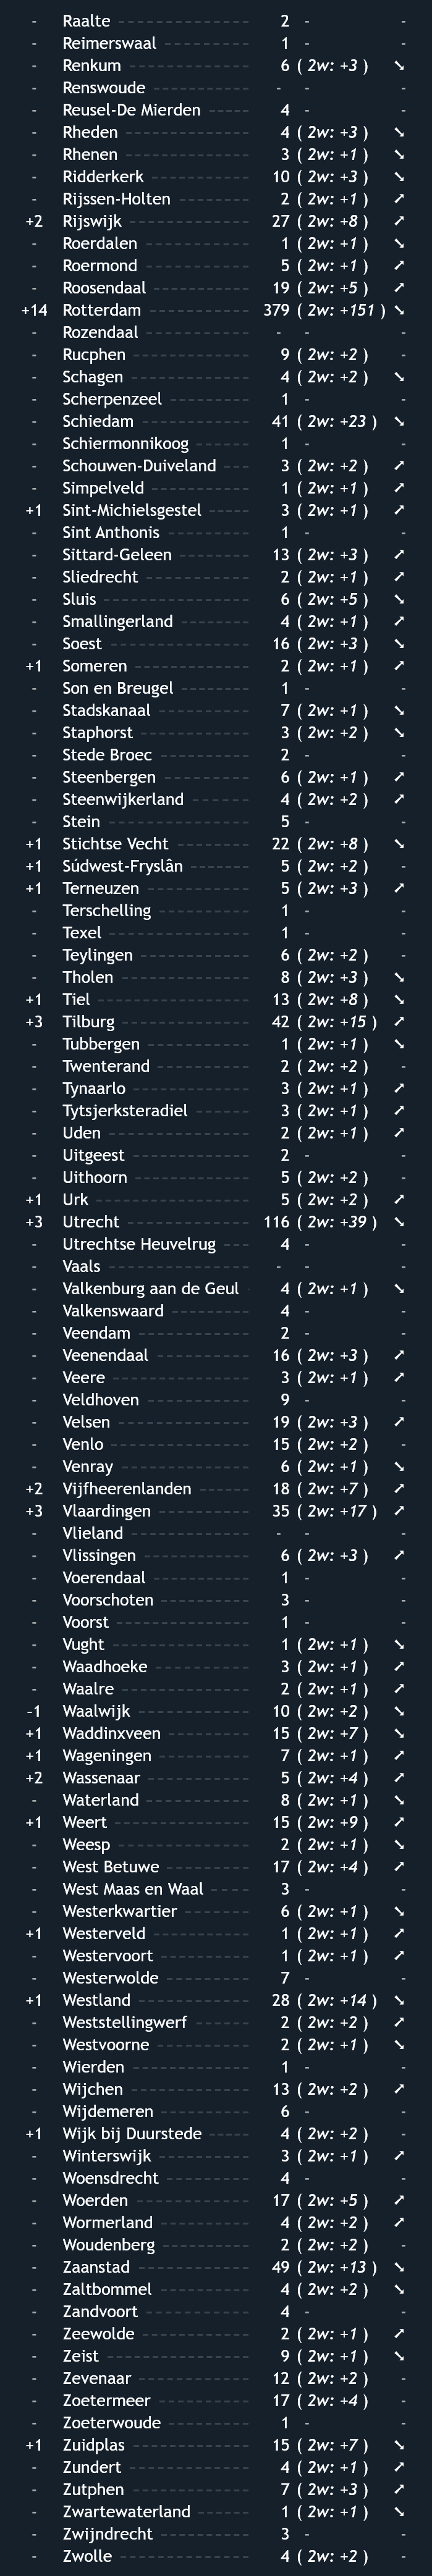 - Raalte 2 - -
- Reimerswaal 1 - -
- Renkum 6 ( 2w: +3 ) ↘
- Renswoude - - -
- Reusel-De Mierden 4 - -
- Rheden 4 ( 2w: +3 ) ↘
- Rhenen 3 ( 2w: +1 ) ↘
- Ridderkerk 10 ( 2w: +3 ) ↘
- Rijssen-Holten 2 ( 2w: +1 ) ↗
+2 Rijswijk 27 ( 2w: +8 ) ↗
- Roerdalen 1 ( 2w: +1 ) ↘
- Roermond 5 ( 2w: +1 ) ↗
- Roosendaal 19 ( 2w: +5 ) ↗
+14 Rotterdam 379 ( 2w: +151 ) ↘
- Rozendaal - - -
- Rucphen 9 ( 2w: +2 ) -
- Schagen 4 ( 2w: +2 ) ↘
- Scherpenzeel 1 - -
- Schiedam 41 ( 2w: +23 ) ↘
- Schiermonnikoog 1 - -
- Schouwen-Duiveland 3 ( 2w: +2 ) ↗
- Simpelveld 1 ( 2w: +1 ) ↗
+1 Sint-Michielsgestel 3 ( 2w: +1 ) ↗
- Sint Anthonis 1 - -
- Sittard-Geleen 13 ( 2w: +3 ) ↗
- Sliedrecht 2 ( 2w: +1 ) ↗
- Sluis 6 ( 2w: +5 ) ↘
- Smallingerland 4 ( 2w: +1 ) ↗
- Soest 16 ( 2w: +3 ) ↘
+1 Someren 2 ( 2w: +1 ) ↗
- Son en Breugel 1 - -
- Stadskanaal 7 ( 2w: +1 ) ↘
- Staphorst 3 ( 2w: +2 ) ↘
- Stede Broec 2 - -
- Steenbergen 6 ( 2w: +1 ) ↗
- Steenwijkerland 4 ( 2w: +2 ) ↗
- Stein 5 - -
+1 Stichtse Vecht 22 ( 2w: +8 ) ↘
+1 Súdwest-Fryslân 5 ( 2w: +2 ) -
+1 Terneuzen 5 ( 2w: +3 ) ↗
- Terschelling 1 - -
- Texel 1 - -
- Teylingen 6 ( 2w: +2 ) -
- Tholen 8 ( 2w: +3 ) ↘
+1 Tiel 13 ( 2w: +8 ) ↘
+3 Tilburg 42 ( 2w: +15 ) ↗
- Tubbergen 1 ( 2w: +1 ) ↘
- Twenterand 2 ( 2w: +2 ) -
- Tynaarlo 3 ( 2w: +1 ) ↗
- Tytsjerksteradiel 3 ( 2w: +1 ) ↗
- Uden 2 ( 2w: +1 ) ↗
- Uitgeest 2 - -
- Uithoorn 5 ( 2w: +2 ) -
+1 Urk 5 ( 2w: +2 ) ↗
+3 Utrecht 116 ( 2w: +39 ) ↘
- Utrechtse Heuvelrug 4 - -
- Vaals - - -
- Valkenburg aan de Geul 4 ( 2w: +1 ) ↘
- Valkenswaard 4 - -
- Veendam 2 - -
- Veenendaal 16 ( 2w: +3 ) ↗
- Veere 3 ( 2w: +1 ) ↗
- Veldhoven 9 - -
- Velsen 19 ( 2w: +3 ) ↗
- Venlo 15 ( 2w: +2 ) -
- Venray 6 ( 2w: +1 ) ↘
+2 Vijfheerenlanden 18 ( 2w: +7 ) ↗
+3 Vlaardingen 35 ( 2w: +17 ) ↗
- Vlieland - - -
- Vlissingen 6 ( 2w: +3 ) ↗
- Voerendaal 1 - -
- Voorschoten 3 - -
- Voorst 1 - -
- Vught 1 ( 2w: +1 ) ↘
- Waadhoeke 3 ( 2w: +1 ) ↗
- Waalre 2 ( 2w: +1 ) ↗
-1 Waalwijk 10 ( 2w: +2 ) ↘
+1 Waddinxveen 15 ( 2w: +7 ) ↘
+1 Wageningen 7 ( 2w: +1 ) ↗
+2 Wassenaar 5 ( 2w: +4 ) ↗
- Waterland 8 ( 2w: +1 ) ↘
+1 Weert 15 ( 2w: +9 ) ↗
- Weesp 2 ( 2w: +1 ) ↘
- West Betuwe 17 ( 2w: +4 ) ↗
- West Maas en Waal 3 - -
- Westerkwartier 6 ( 2w: +1 ) ↘
+1 Westerveld 1 ( 2w: +1 ) ↗
- Westervoort 1 ( 2w: +1 ) ↗
- Westerwolde 7 - -
+1 Westland 28 ( 2w: +14 ) ↘
- Weststellingwerf 2 ( 2w: +2 ) ↗
- Westvoorne 2 ( 2w: +1 ) ↘
- Wierden 1 - -
- Wijchen 13 ( 2w: +2 ) ↗
- Wijdemeren 6 - -
+1 Wijk bij Duurstede 4 ( 2w: +2 ) -
- Winterswijk 3 ( 2w: +1 ) ↗
- Woensdrecht 4 - -
- Woerden 17 ( 2w: +5 ) ↗
- Wormerland 4 ( 2w: +2 ) ↗
- Woudenberg 2 ( 2w: +2 ) -
- Zaanstad 49 ( 2w: +13 ) ↘
- Zaltbommel 4 ( 2w: +2 ) ↘
- Zandvoort 4 - -
- Zeewolde 2 ( 2w: +1 ) ↗
- Zeist 9 ( 2w: +1 ) ↘
- Zevenaar 12 ( 2w: +2 ) -
- Zoetermeer 17 ( 2w: +4 ) ↗
- Zoeterwoude 1 - -
+1 Zuidplas 15 ( 2w: +7 ) ↘
- Zundert 4 ( 2w: +1 ) ↗
- Zutphen 7 ( 2w: +3 ) ↗
- Zwartewaterland 1 ( 2w: +1 ) ↘
- Zwijndrecht 3 - -
- Zwolle 4 ( 2w: +2 ) -